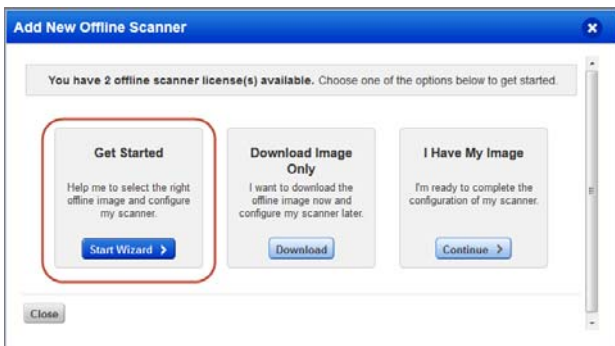 Add New Offline Scanner
You have 2 offline scanner license(s) available. Choose one of the options below to get started.
Get Started
Help me to select the right
offline image and configure
my scanner.
Start Wizard
Download Image
Only
I want to download the
offline image now and
configure my scanner later.
Download
I Have My Image
I'm ready to complete the
configuration of my scanner.
Continue
Close